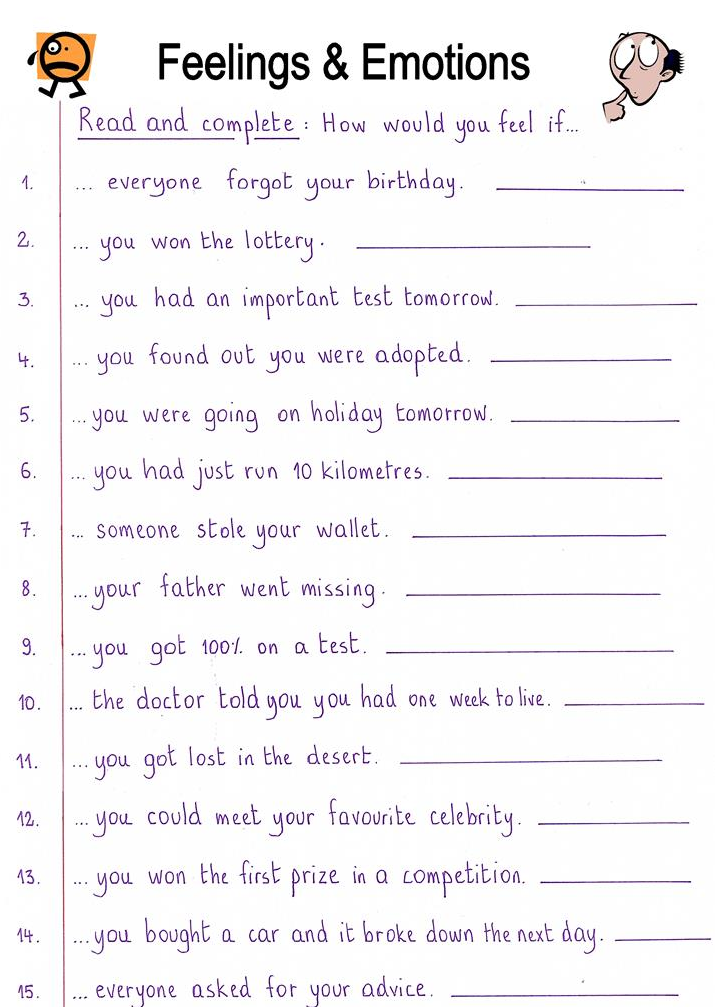 Feelings & Emotions
Read and complete : How would you feel if...
1. ... everyone forgot your birthday.
2. ... you won the lottery.
3. ... you had an important test tomorrow.
4. ... you found out you were adopted.
5. ... you were going on holiday tomorrow.
6. ... you had just run 10 kilometres.
7. ... someone stole your wallet.
8. ... your father went missing.
9. ... you got 100% on a test.
10. ... the doctor told you you had one week to live.
11. ... you got lost in the desert.
12. ... you could meet your favourite celebrity.
13. ... you won the first prize in a competition.
14. ... you bought a car and it broke down the next day.
15. ... everyone asked for your advice.